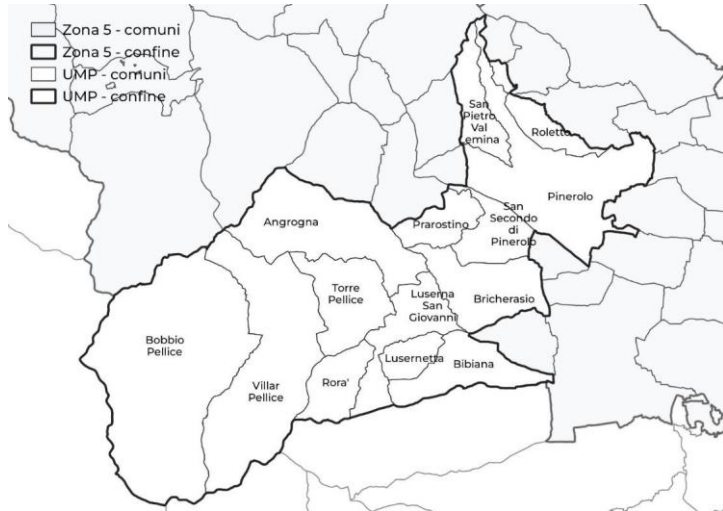 Zona 5 - comuni
Zona 5 - confine
UMP - comuni
UMP - confine
San
Pietro
Val
Lemina
Roletto
Pinerolo
San
Secondo
di
Pinerolo
Prarostino
Angrogna
Torre
Pellice
Luserna
San
Giovanni
Bricherasio
Bobbio
Pellice
Villar
Pellice
Rora'
Lusernetta
Bibiana